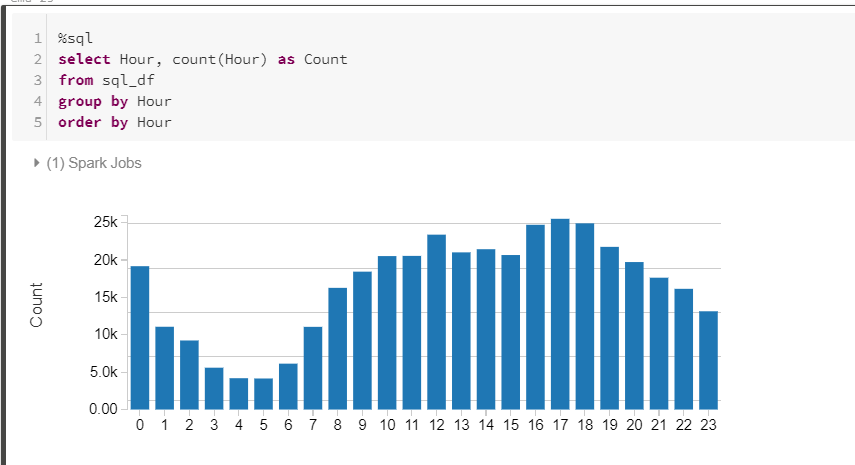 1 %sql
2 select Hour, count(Hour) as Count
3 from sql_df
4 group by Hour
5 order by Hour
(1) Spark Jobs
25k
20k
15k
10k
5.0k
0.00
Count
0 1 2 3 4 5 6 7 8 9 10 11 12 13 14 15 16 17 18 19 20 21 22 23